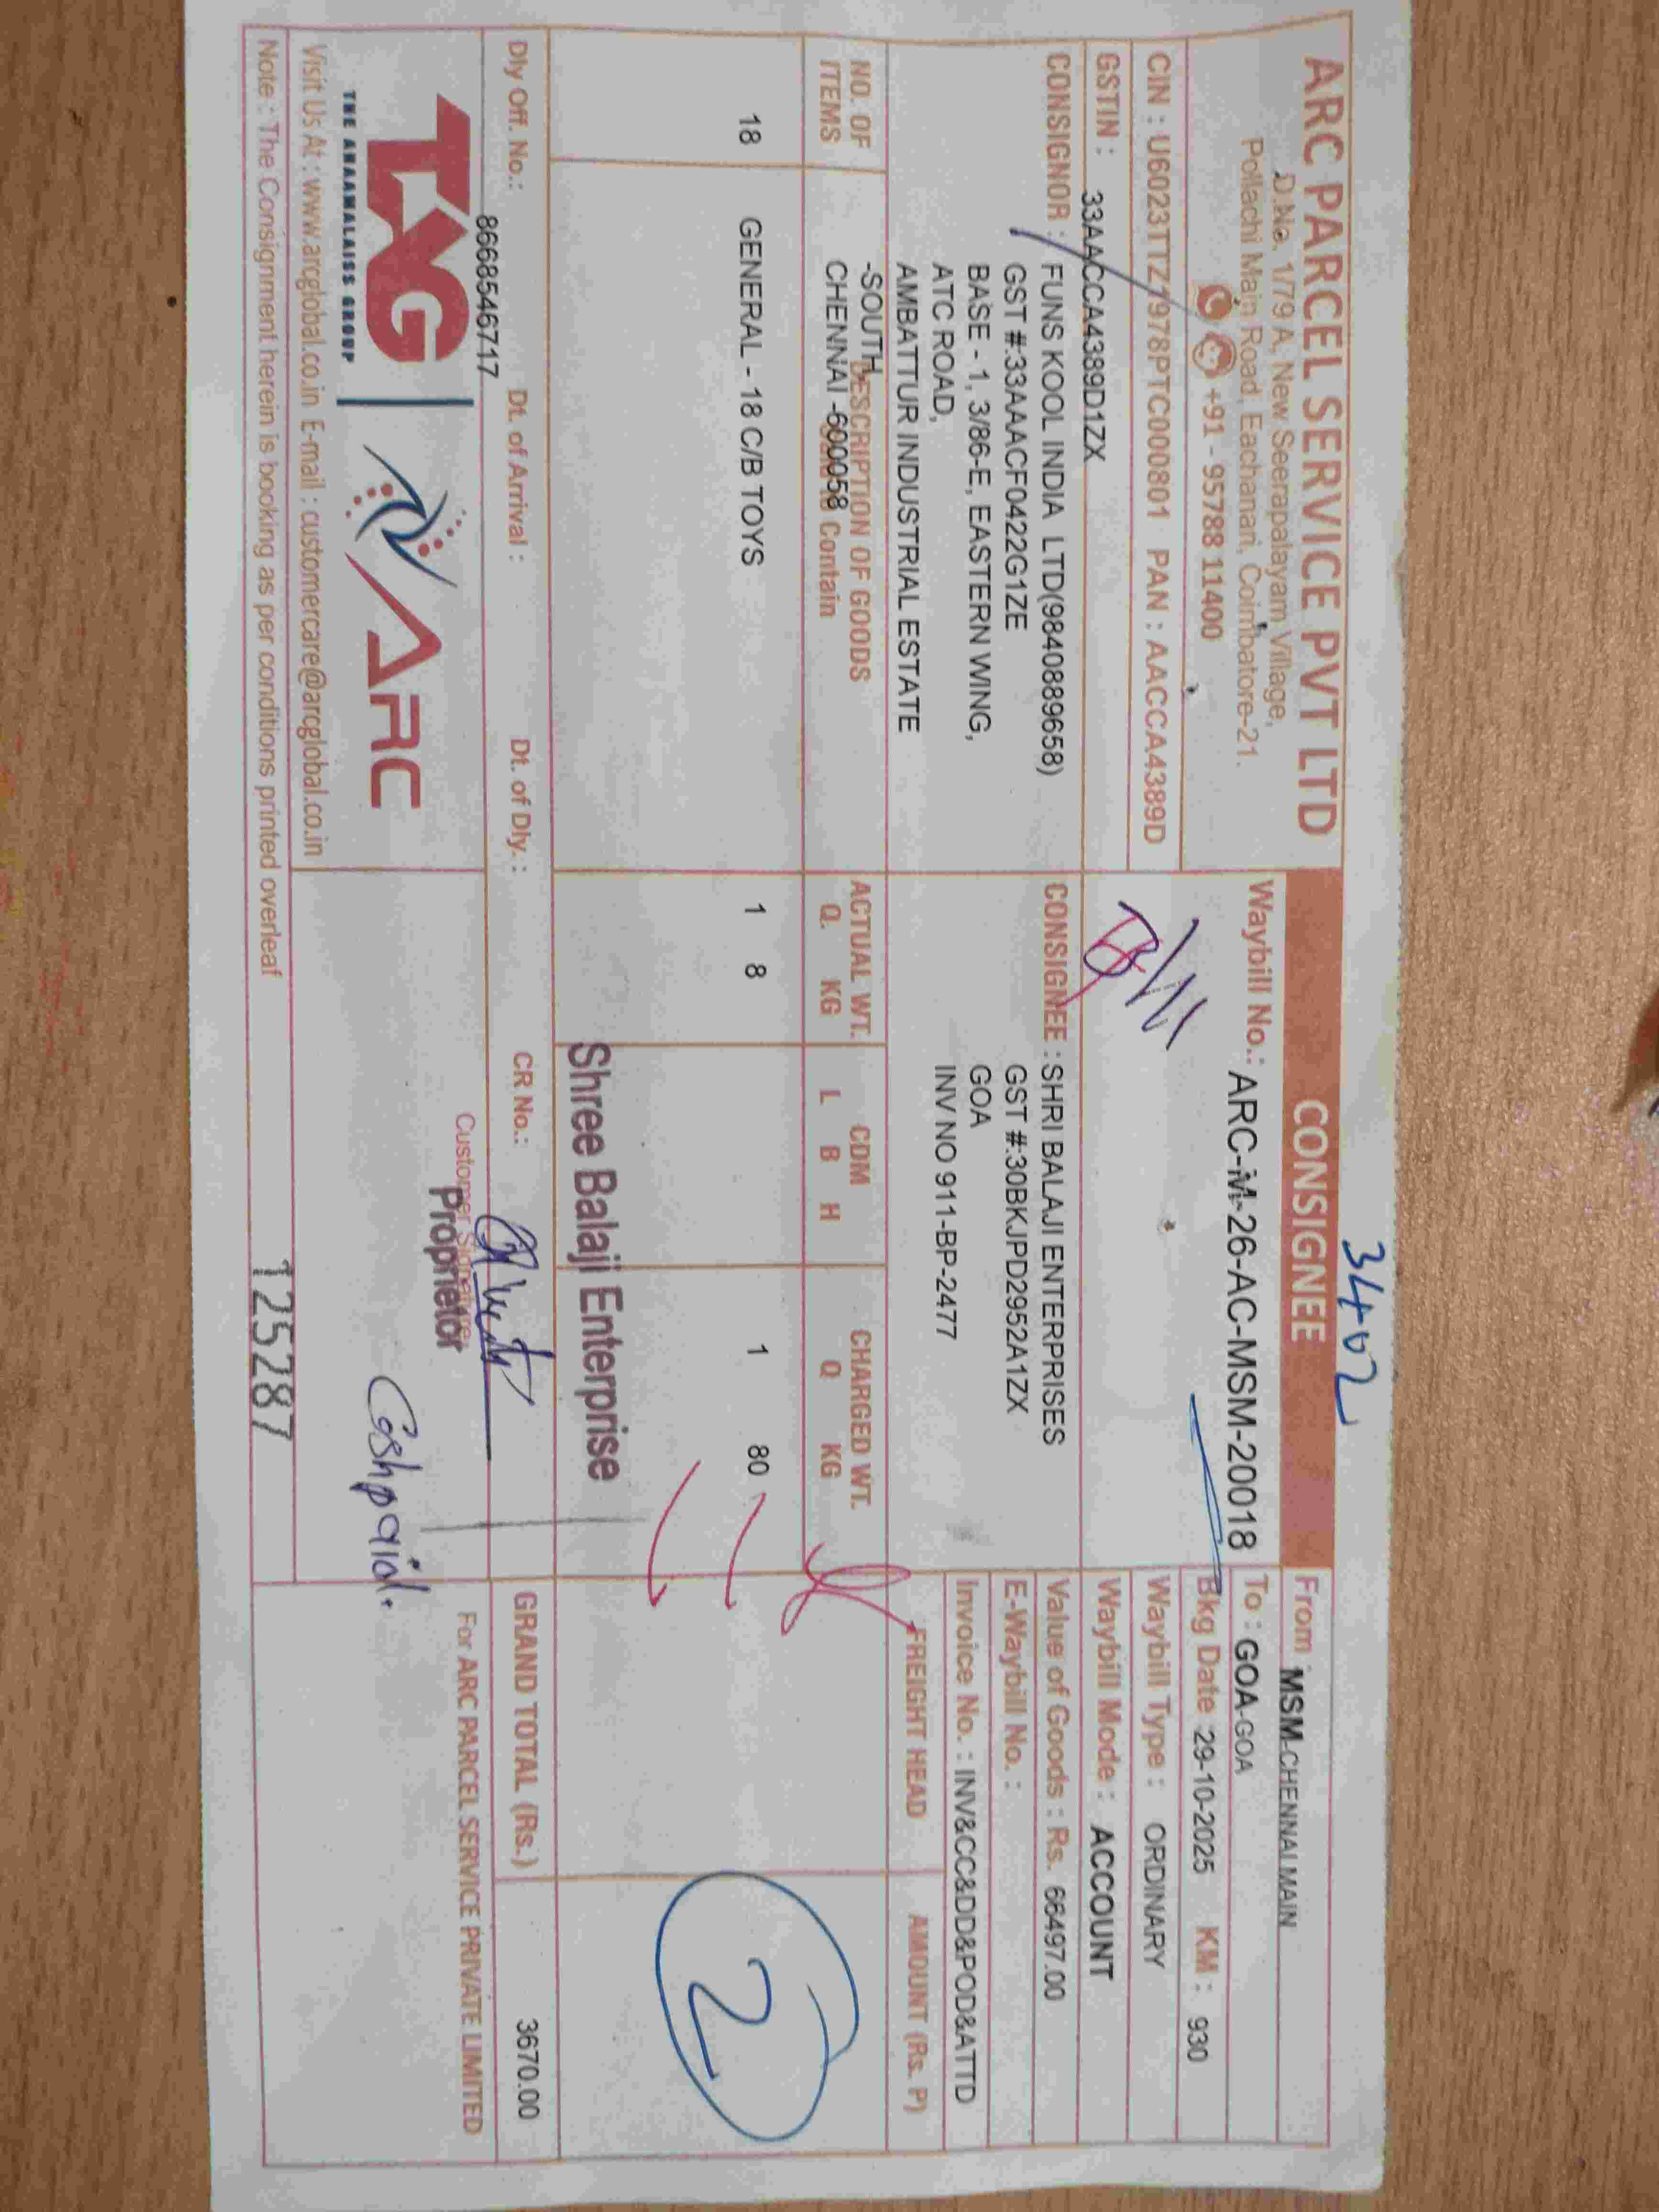 3402
ARC PARCEL SERVICE PVT LTD
D.No. 1/79 A, New Seerapalayam Village,
Pollachi Main Road, Eachanari, Coimbatore-21.
+91 - 95788 11400
CIN : U6023TTZ1978PTC000801 PAN : AACCA4389D
GSTIN : 33AACCA4389D1ZX
CONSIGNEE
Waybill No.: ARC-M-26-AC-MSM-20018
From MSM-CHENNAI MAIN
To : GOA-GOA
Bkg Date 29-10-2025 KM : 930
Waybill Type : ORDINARY
Waybill Mode : ACCOUNT
Value of Goods : Rs. 66497.00
E-Waybill No. :
Invoice No. : INV&CC&DD&POD&ATTD
CONSIGNOR : FUNS KOOL INDIA LTD(9840889658)
GST #:33AAACF0422G1ZE
BASE - 1, 3/86-E, EASTERN WING,
ATC ROAD,
AMBATTUR INDUSTRIAL ESTATE
-SOUTH
CHENNAI -600058
CONSIGNEE : SHRI BALAJI ENTERPRISES
GST #:30BKJPD2952A1ZX
GOA
INV NO 911-BP-2477
NO. OF ITEMS
DESCRIPTION OF GOODS
Contain
ACTUAL WT.
Q. KG
CDM
L B H
CHARGED WT.
Q KG
FREIGHT HEAD
AMOUNT (Rs. P)
18 GENERAL - 18 C/B TOYS 1 8 1 80
2
Shree Balaji Enterprise
Dly Off. No.: 8668546717
Dt. of Arrival :
Dt. of Dly. :
CR No.:
GRAND TOTAL (Rs.) 3670.00
Customer Signature
Proprietor
Cash paid.
For ARC PARCEL SERVICE PRIVATE LIMITED
TAG
THE ANAAMALAISS GROUP
ARC
Visit Us At : www.arcglobal.co.in E-mail : customercare@arcglobal.co.in
Note : The Consignment herein is booking as per conditions printed overleaf
125287